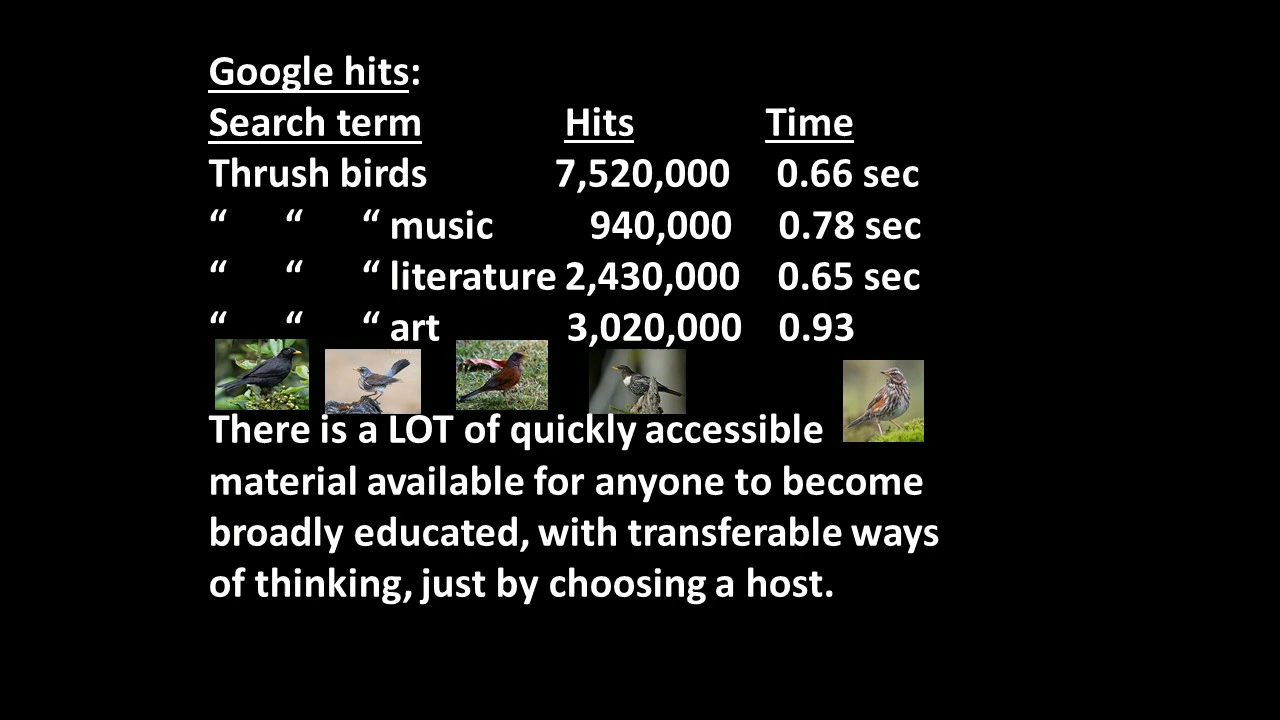 Google hits:
Search term Hits Time
Thrush birds 7,520,000 0.66 sec
“ “ “ music 940,000 0.78 sec
“ “ “ literature 2,430,000 0.65 sec
“ “ “ art 3,020,000 0.93
There is a LOT of quickly accessible
material available for anyone to become
broadly educated, with transferable ways
of thinking, just by choosing a host.